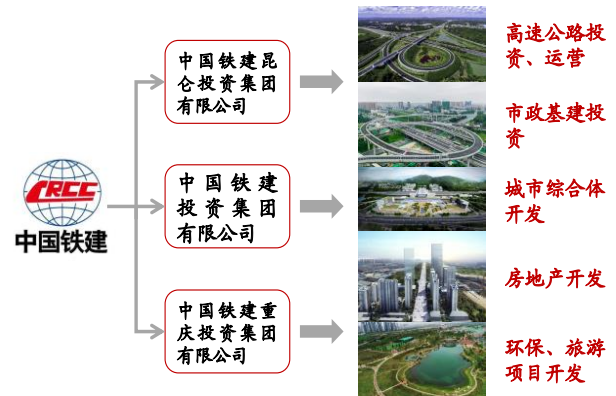 CRCC
中国铁建
中国铁建昆
仑投资集团
有限公司
中国铁建
投资集团
有限公司
中国铁建重
庆投资集团
有限公司
高速公路投
资、运营
市政基建投
资
城市综合体
开发
房地产开发
环保、旅游
项目开发